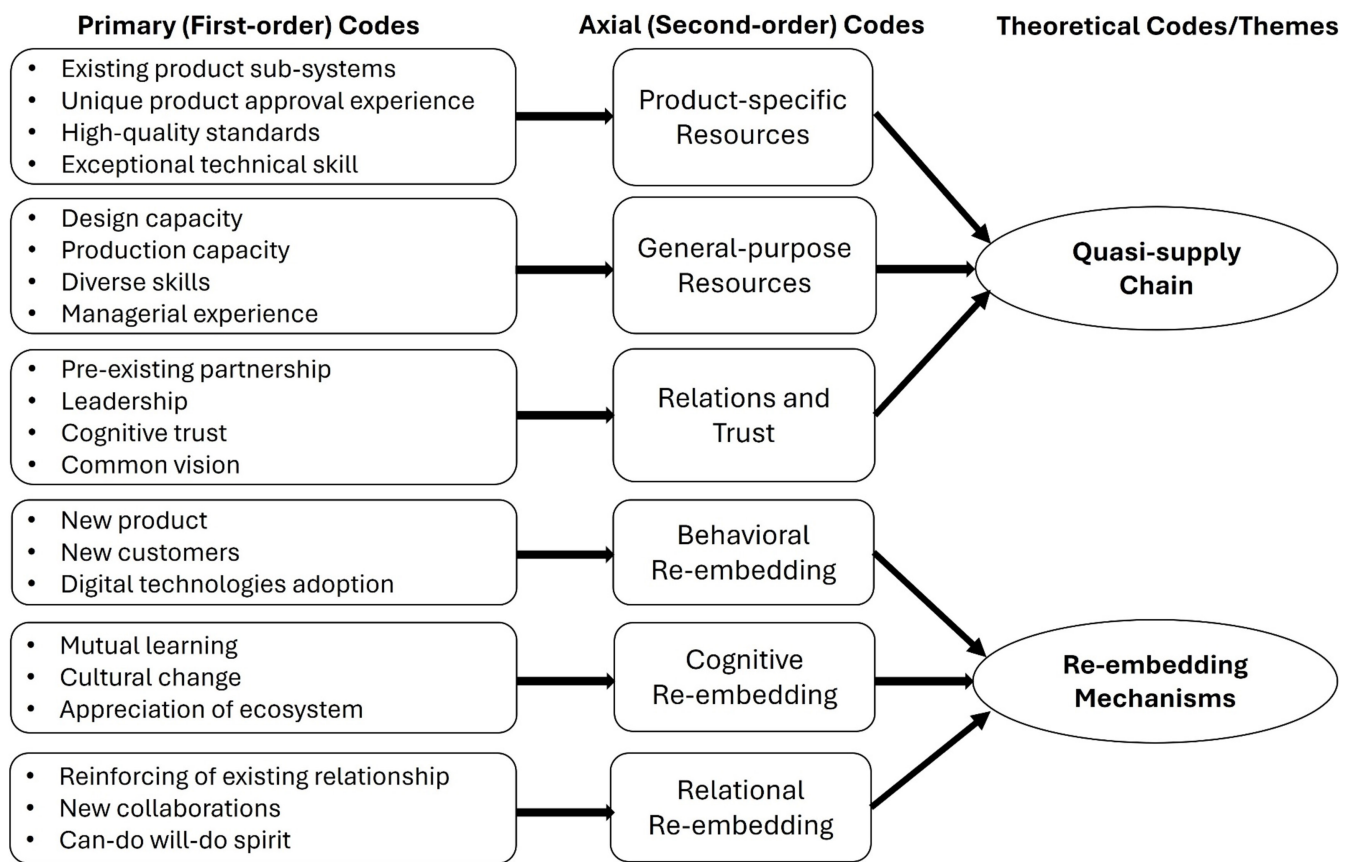 Primary (First-order) Codes
Axial (Second-order) Codes
Theoretical Codes/Themes
• Existing product sub-systems
• Unique product approval experience
• High-quality standards
• Exceptional technical skill
Product-specific
Resources
• Design capacity
• Production capacity
• Diverse skills
• Managerial experience
General-purpose
Resources
• Pre-existing partnership
• Leadership
• Cognitive trust
• Common vision
Relations and
Trust
Quasi-supply
Chain
• New product
• New customers
• Digital technologies adoption
Behavioral
Re-embedding
• Mutual learning
• Cultural change
• Appreciation of ecosystem
Cognitive
Re-embedding
• Reinforcing of existing relationship
• New collaborations
• Can-do will-do spirit
Relational
Re-embedding
Re-embedding
Mechanisms